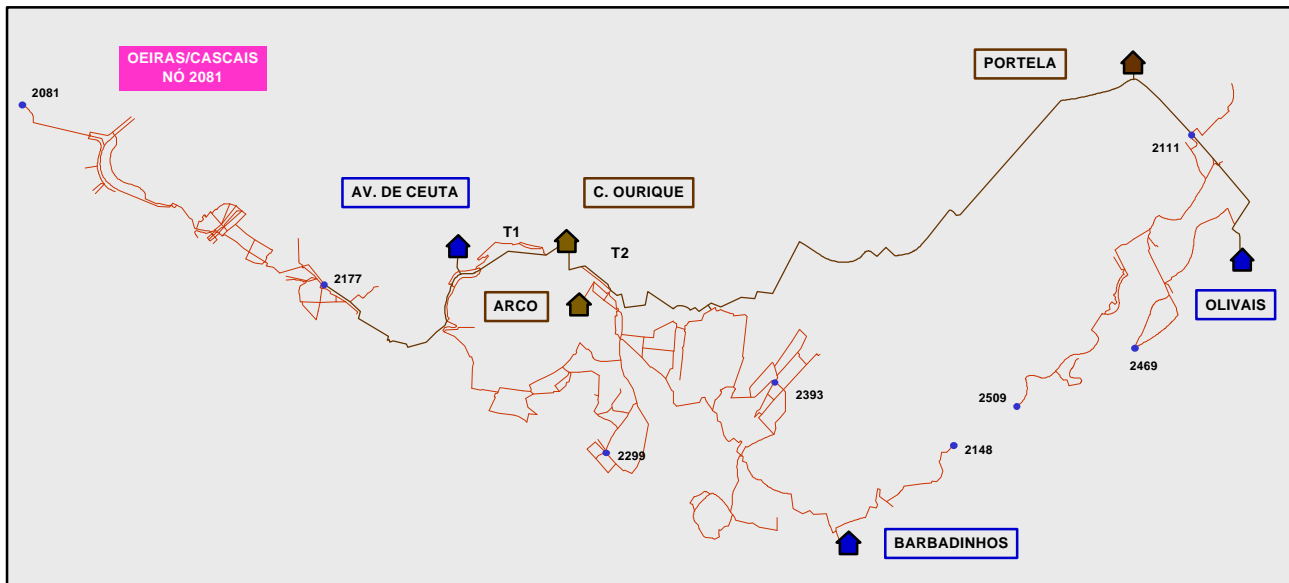 OEIRAS/CASCAIS
NÓ 2081
PORTELA
2081
2111
AV. DE CEUTA
C. OURIQUE
T1
T2
2177
ARCO
OLIVAIS
2469
2393
2509
2299
2148
BARBADINHOS